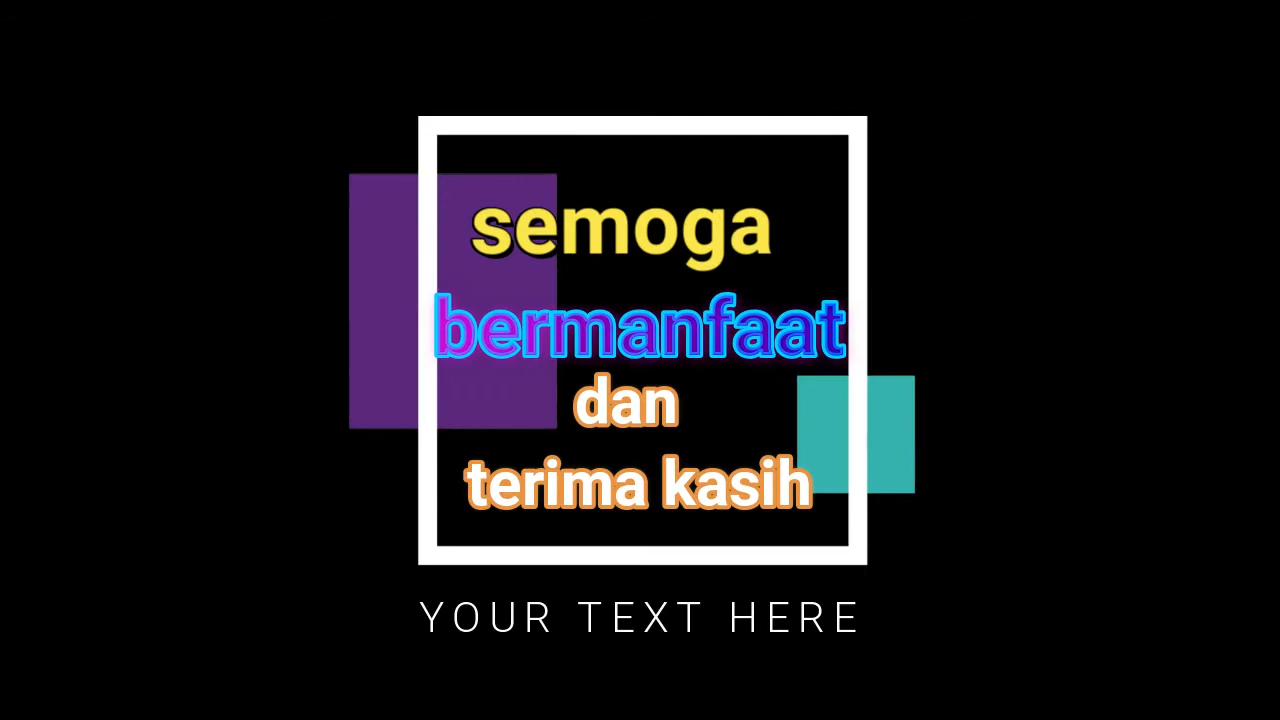 semoga
bermanfaat
dan
terima kasih
YOUR TEXT HERE